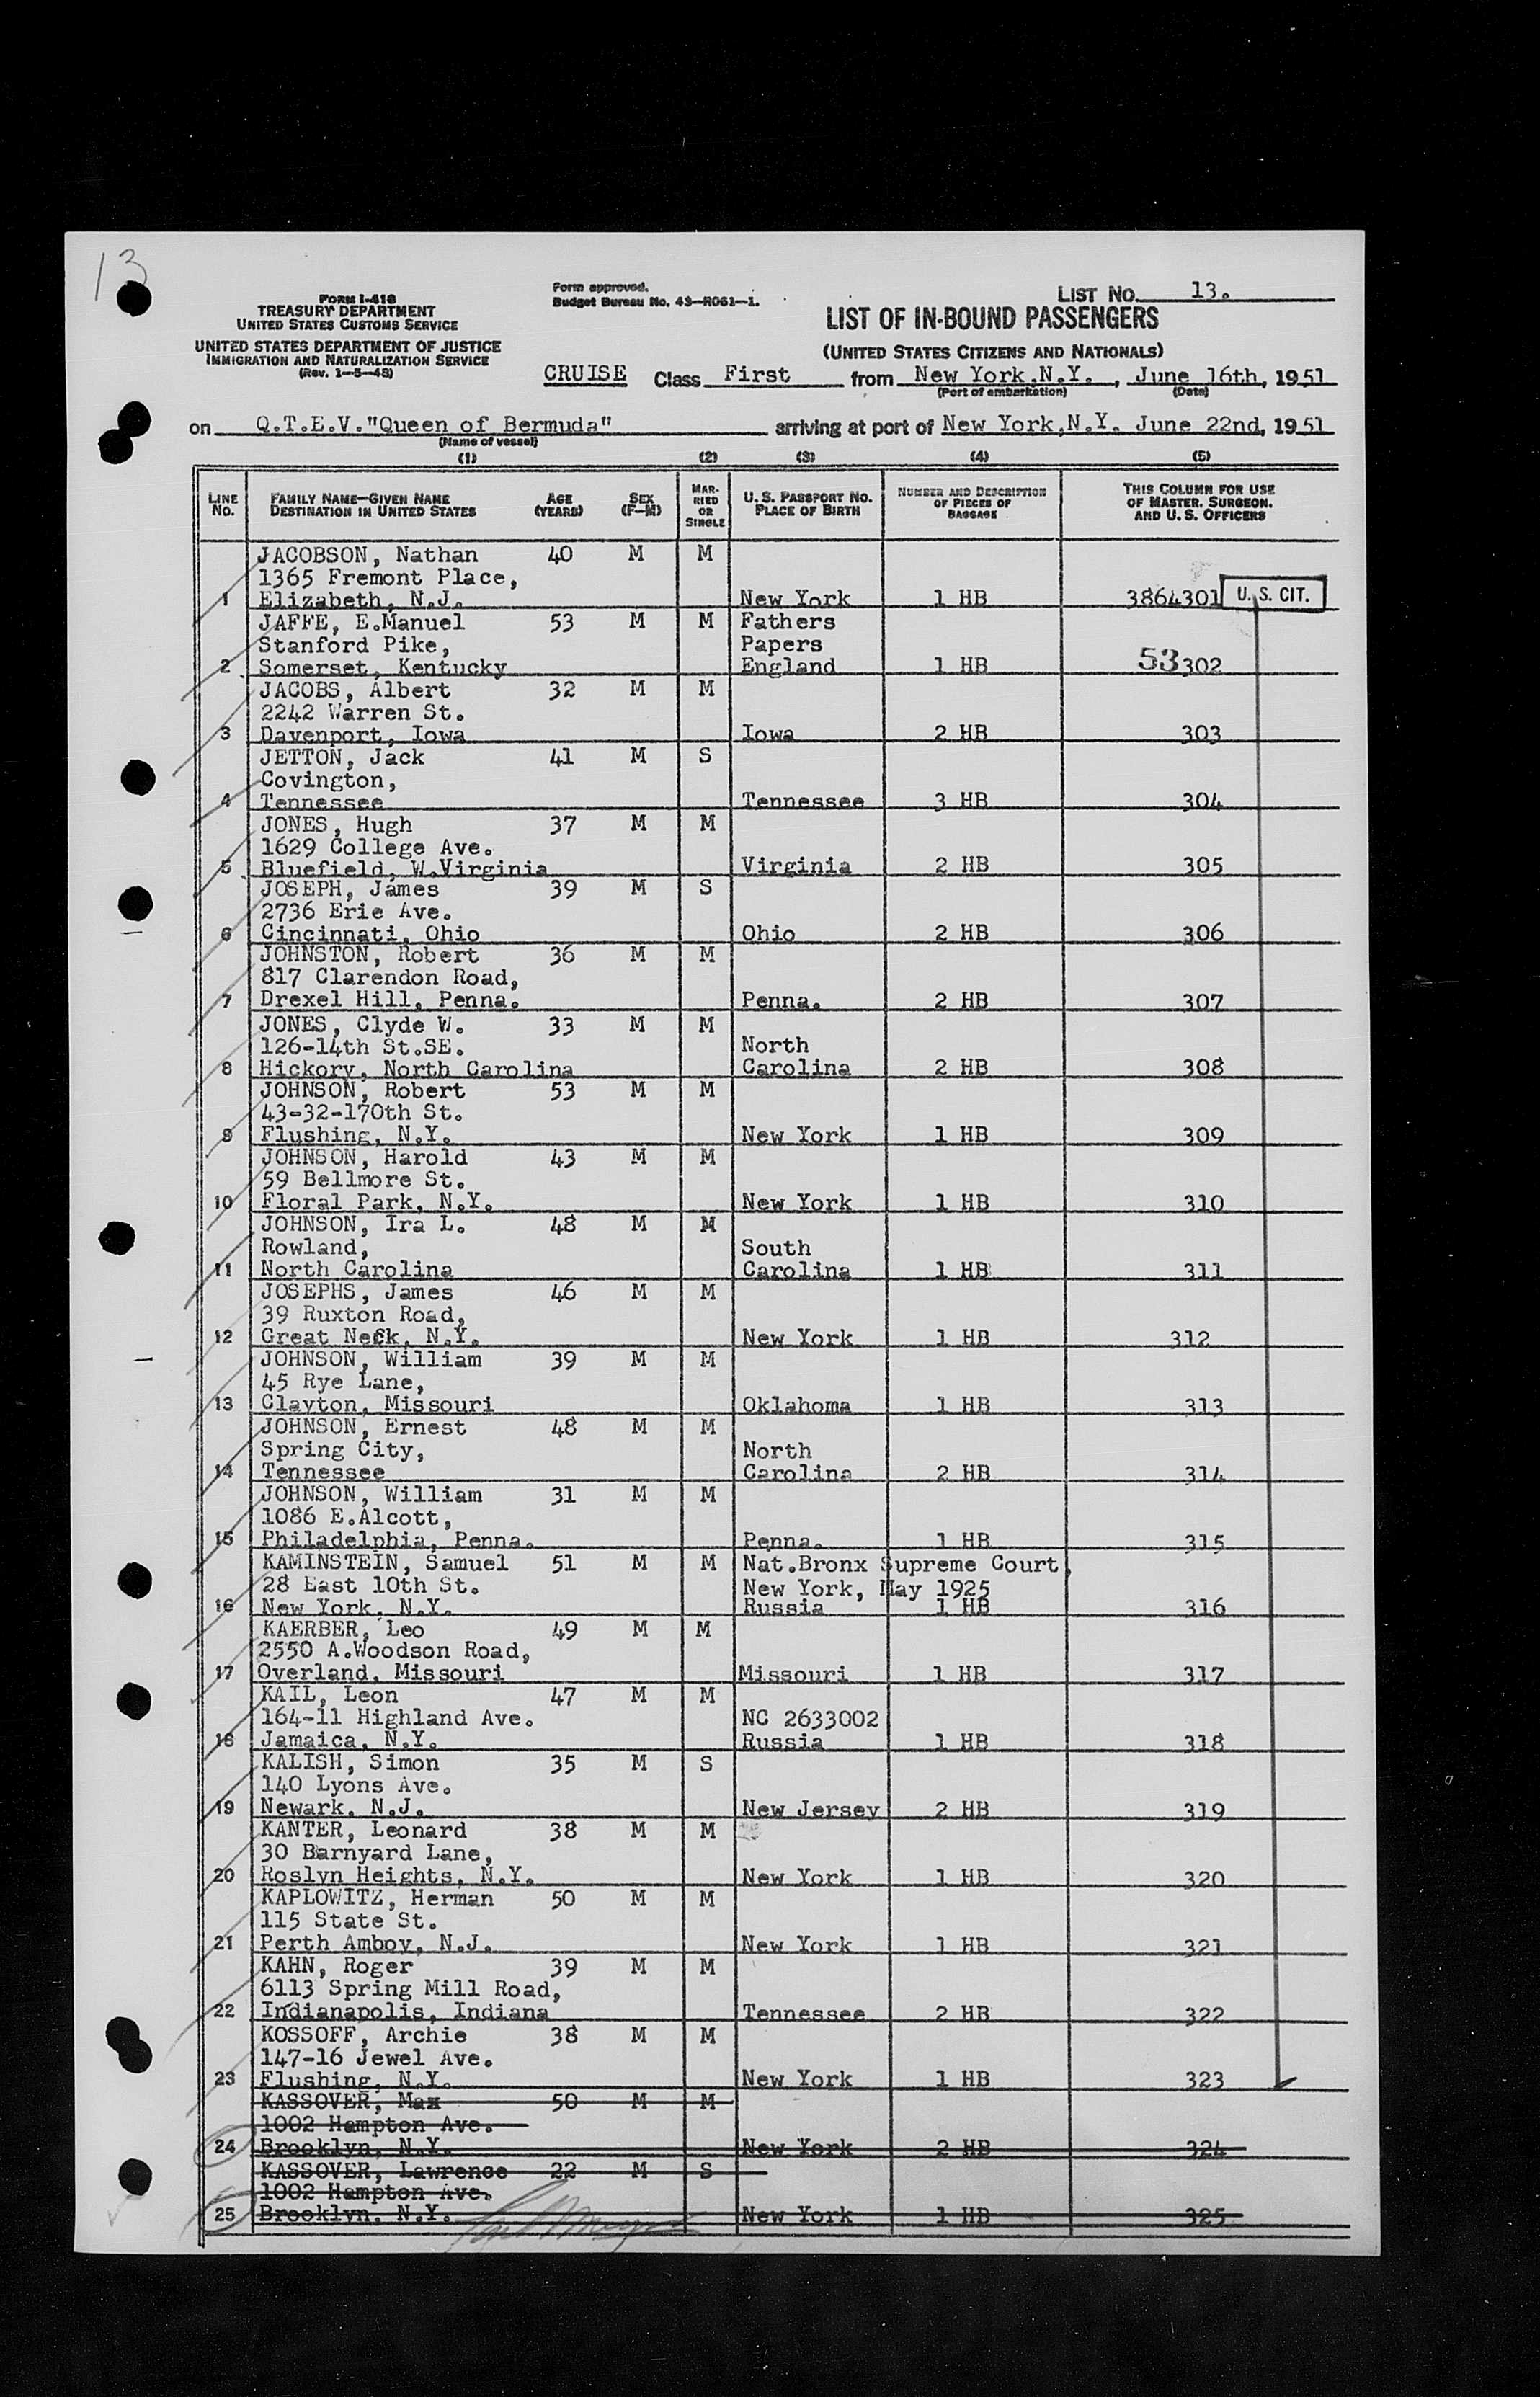 13
FORM I-418
TREASURY DEPARTMENT
UNITED STATES CUSTOMS SERVICE
UNITED STATES DEPARTMENT OF JUSTICE
IMMIGRATION AND NATURALIZATION SERVICE
(Rev. 1-5-48)
Form approved.
Budget Bureau No. 43-R061-1.
LIST No. 13.
LIST OF IN-BOUND PASSENGERS
(UNITED STATES CITIZENS AND NATIONALS)
CRUISE Class First from New York,N.Y., June 16th, 1951
(Port of embarkation) (Date)
on Q.T.E.V."Queen of Bermuda" arriving at port of New York,N.Y. June 22nd, 1951
(Name of vessel)
(1) (2) (3) (4) (5)
LINE No. FAMILY NAME-GIVEN NAME DESTINATION IN UNITED STATES AGE (YEARS) SEX (F-M) MARRIED OR SINGLE U. S. PASSPORT NO. PLACE OF BIRTH NUMBER AND DESCRIPTION OF PIECES OF BAGGAGE THIS COLUMN FOR USE OF MASTER, SURGEON, AND U. S. OFFICERS
JACOBSON, Nathan 40 M M
1365 Fremont Place,
1 Elizabeth, N.J. New York 1 HB 3864301 U. S. CIT.
JAFFE, E.Manuel 53 M M Fathers
Stanford Pike, Papers
2 Somerset, Kentucky England 1 HB 53 302
JACOBS, Albert 32 M M
2242 Warren St.
3 Davenport, Iowa Iowa 2 HB 303
JETTON, Jack 41 M S
Covington,
4 Tennessee Tennessee 3 HB 304
JONES, Hugh 37 M M
1629 College Ave.
5 Bluefield, W.Virginia Virginia 2 HB 305
JOSEPH, James 39 M S
2736 Erie Ave.
6 Cincinnati, Ohio Ohio 2 HB 306
JOHNSTON, Robert 36 M M
817 Clarendon Road,
7 Drexel Hill, Penna. Penna. 2 HB 307
JONES, Clyde W. 33 M M
126-14th St.SE. North
8 Hickory, North Carolina Carolina 2 HB 308
JOHNSON, Robert 53 M M
43-32-170th St.
9 Flushing, N.Y. New York 1 HB 309
JOHNSON, Harold 43 M M
59 Bellmore St.
10 Floral Park, N.Y. New York 1 HB 310
JOHNSON, Ira L. 48 M M
Rowland, South
11 North Carolina Carolina 1 HB 311
JOSEPHS, James 46 M M
39 Ruxton Road,
12 Great Neck, N.Y. New York 1 HB 312
JOHNSON, William 39 M M
45 Rye Lane,
13 Clayton, Missouri Oklahoma 1 HB 313
JOHNSON, Ernest 48 M M
Spring City, North
14 Tennessee Carolina 2 HB 314
JOHNSON, William 31 M M
1086 E.Alcott,
15 Philadelphia, Penna. Penna. 1 HB 315
KAMINSTEIN, Samuel 51 M M Nat.Bronx Supreme Court,
28 East 10th St. New York, May 1925
16 New York, N.Y. Russia 1 HB 316
KAERBER, Leo 49 M M
2550 A.Woodson Road,
17 Overland, Missouri Missouri 1 HB 317
KAIL, Leon 47 M M
164-11 Highland Ave. NC 2633002
18 Jamaica, N.Y. Russia 1 HB 318
KALISH, Simon 35 M S
140 Lyons Ave.
19 Newark, N.J. New Jersey 2 HB 319
KANTER, Leonard 38 M M
30 Barnyard Lane,
20 Roslyn Heights, N.Y. New York 1 HB 320
KAPLOWITZ, Herman 50 M M
115 State St.
21 Perth Amboy, N.J. New York 1 HB 321
KAHN, Roger 39 M M
6113 Spring Mill Road,
22 Indianapolis, Indiana Tennessee 2 HB 322
KOSSOFF, Archie 38 M M
147-16 Jewel Ave.
23 Flushing, N.Y. New York 1 HB 323
KASSOVER, Max 50 M M
1002 Hampton Ave.
24 Brooklyn, N.Y. New York 2 HB 324
KASSOVER, Lawrence 22 M S
1002 Hampton Ave.
25 Brooklyn, N.Y. New York 1 HB 325